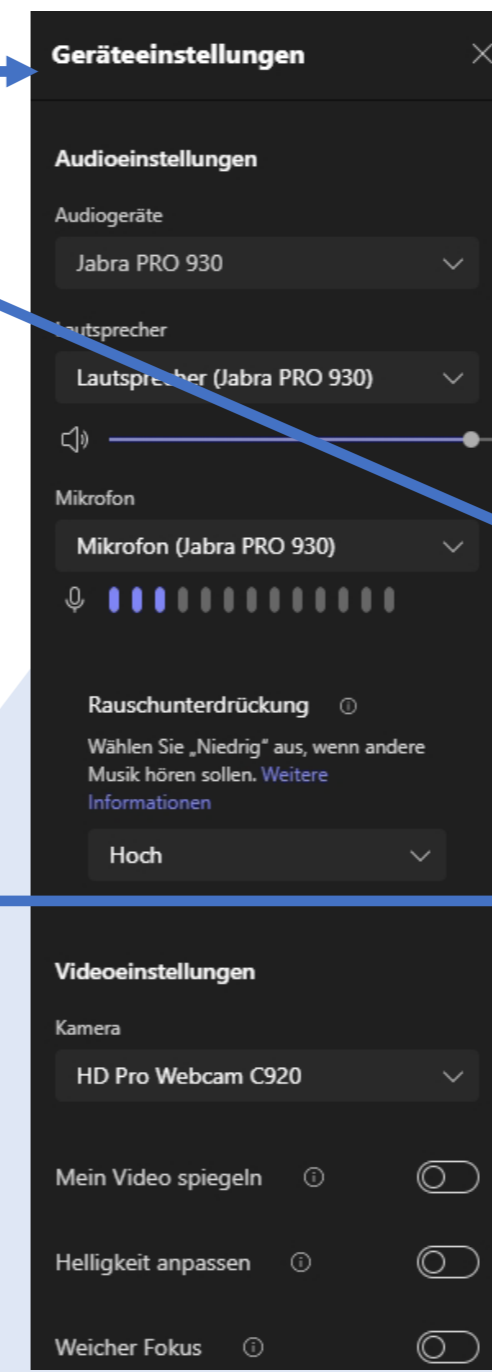 Geräteeinstellungen
Audioeinstellungen
Audiogeräte
Jabra PRO 930
Lautsprecher
Lautsprecher (Jabra PRO 930)
Mikrofon
Mikrofon (Jabra PRO 930)
Rauschunterdrückung
Wählen Sie „Niedrig" aus, wenn andere
Musik hören sollen. Weitere
Informationen
Hoch
Videoeinstellungen
Kamera
HD Pro Webcam C920
Mein Video spiegeln
Helligkeit anpassen
Weicher Fokus